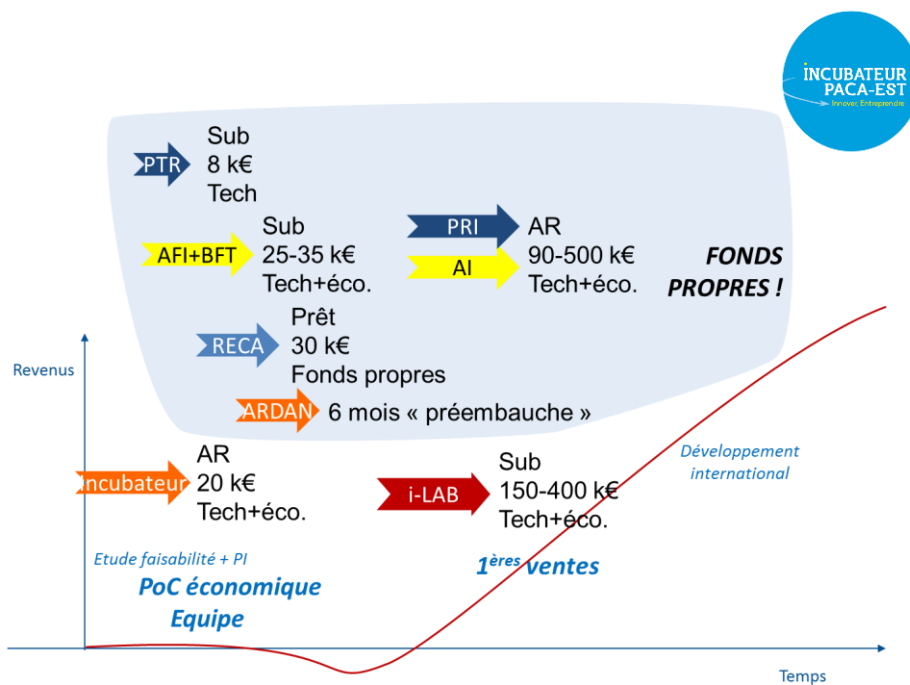 iNCUBATEUR
PACA-EST
Innover, Entreprendre
PTR
Sub
8 k€
Tech
AFI+BFT
Sub
25-35 k€
Tech+éco.
PRI
AI
AR
90-500 k€
Tech+éco.
FONDS
PROPRES !
RECA
Prêt
30 k€
Fonds propres
ARDAN
6 mois « préembauche »
Revenus
Incubateur
AR
20 k€
Tech+éco.
i-LAB
Sub
150-400 k€
Tech+éco.
Développement
international
Etude faisabilité + PI
PoC économique
Equipe
1ères ventes
Temps